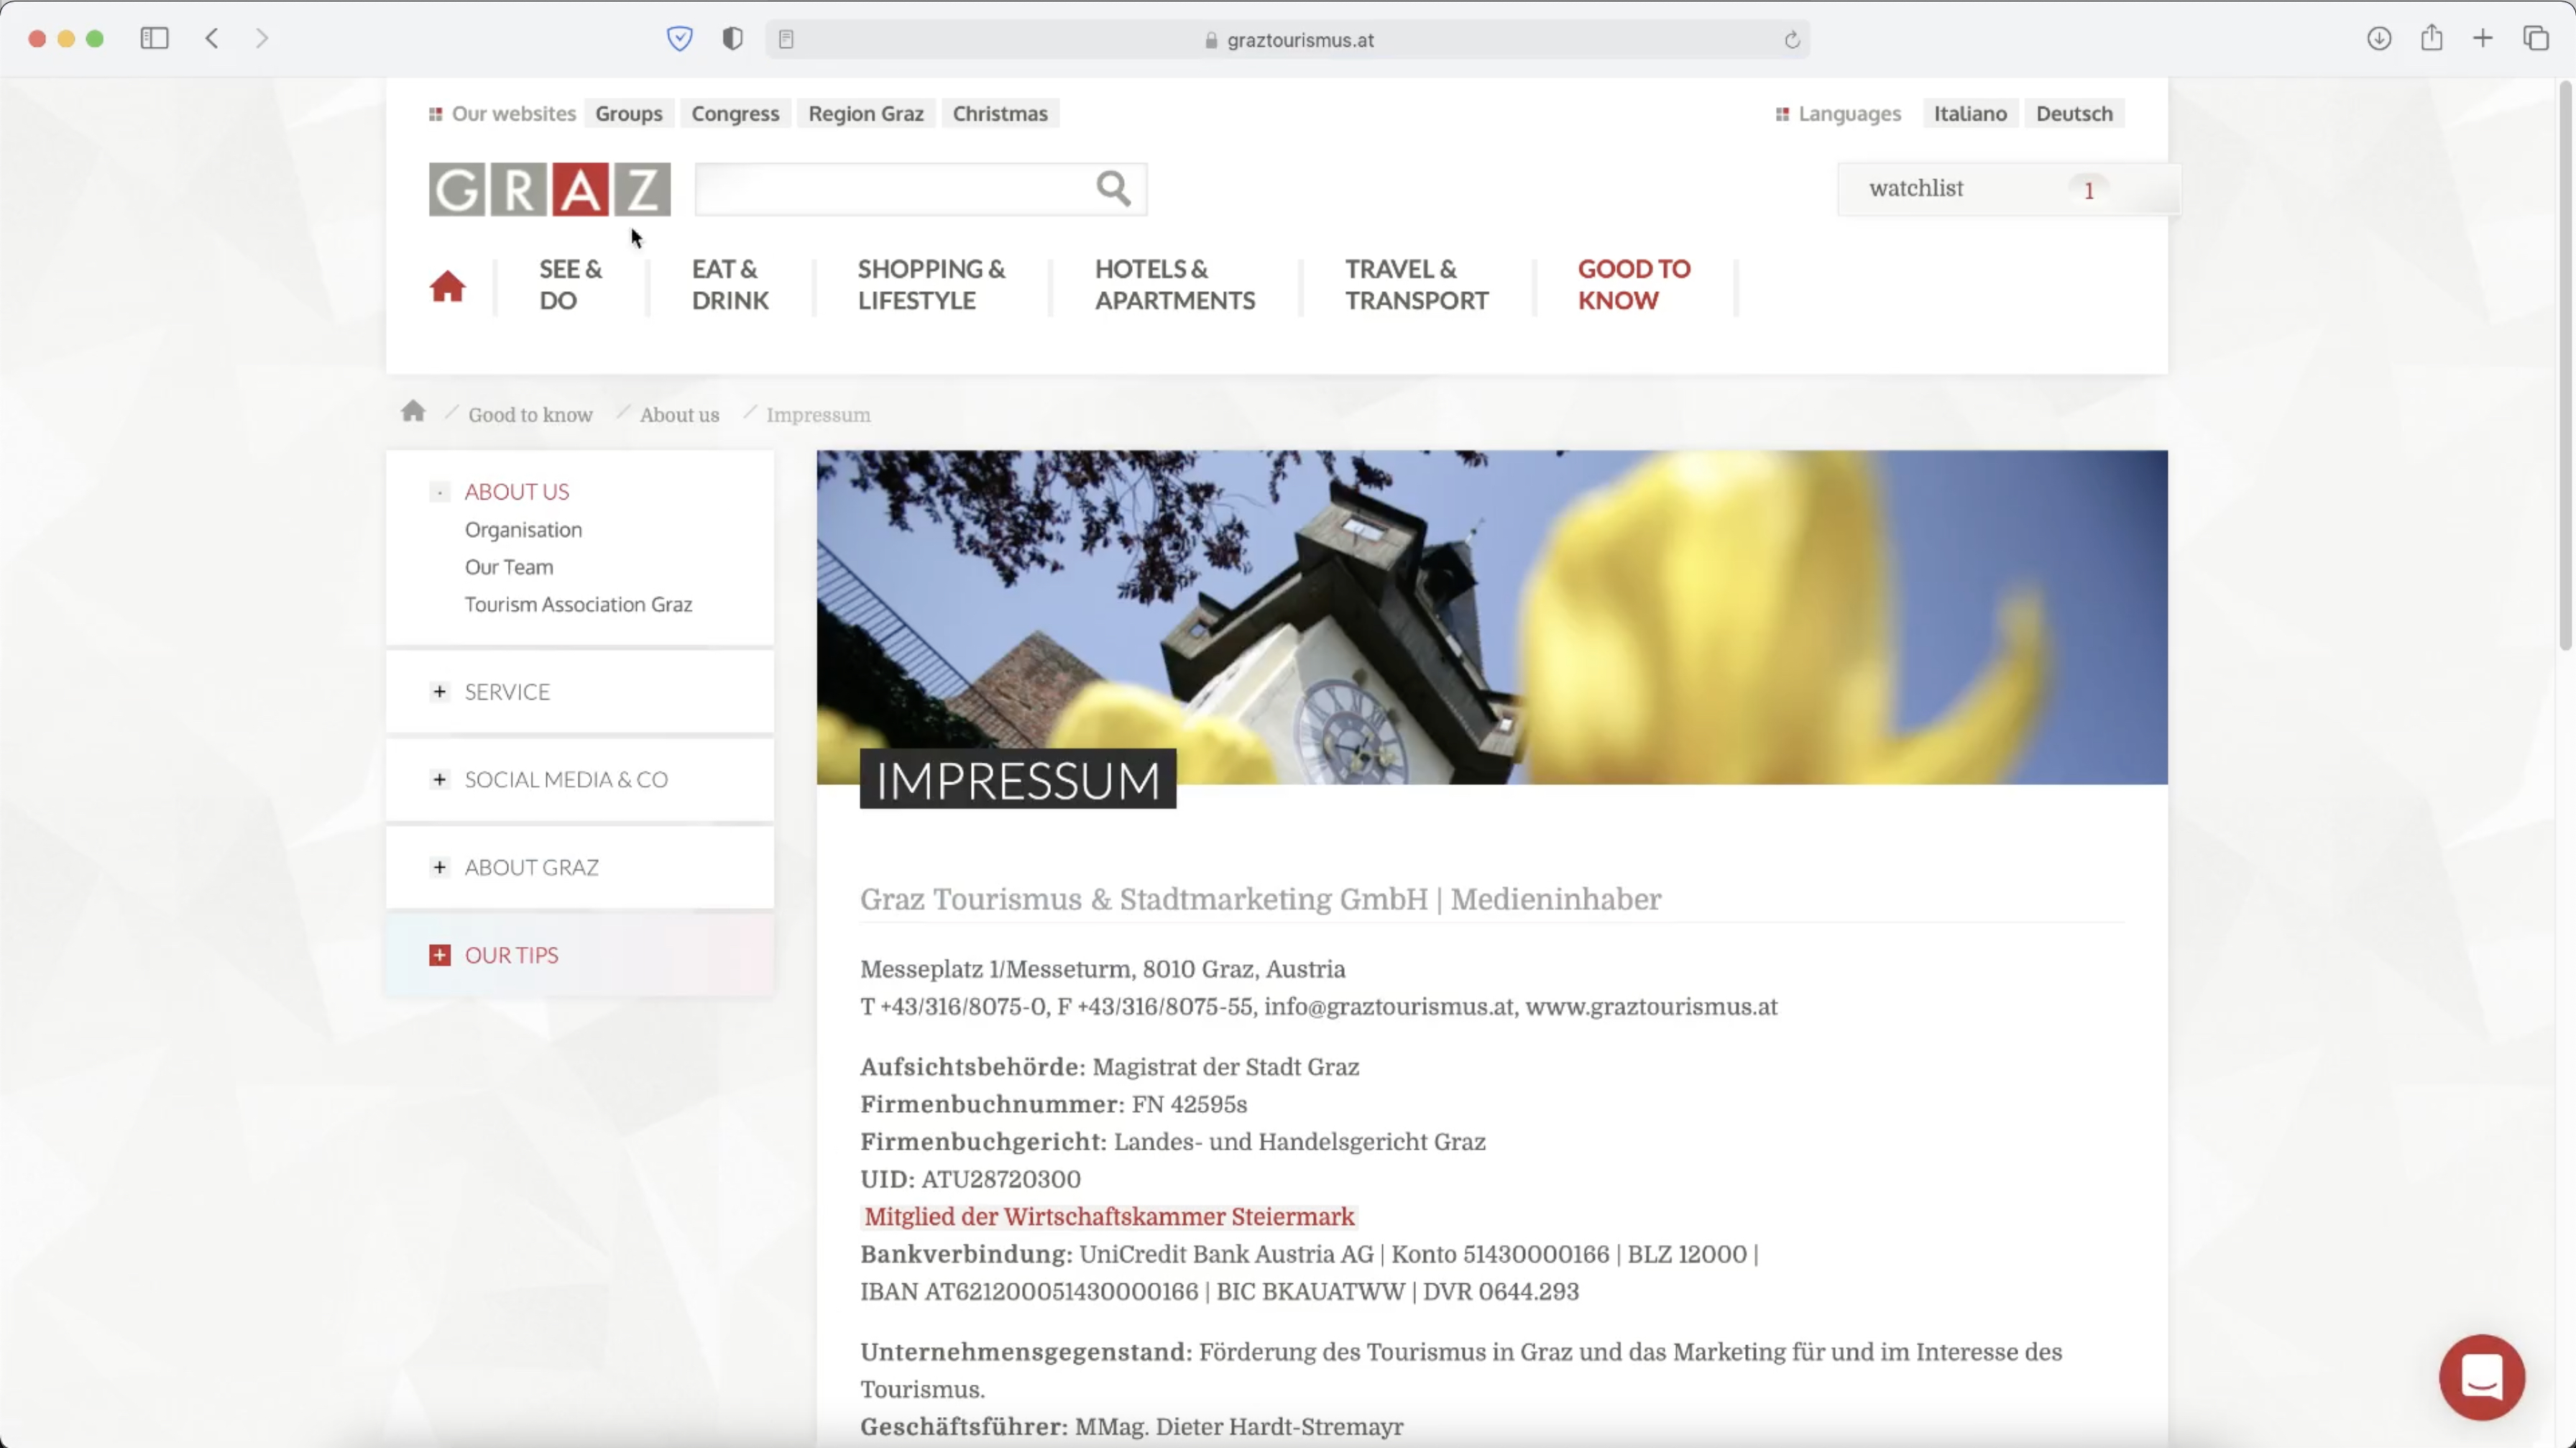 graztourismus.at
Our websites Groups Congress Region Graz Christmas
Languages Italiano Deutsch
GRAZ
watchlist 1
SEE &
DO
EAT &
DRINK
SHOPPING &
LIFESTYLE
HOTELS &
APARTMENTS
TRAVEL &
TRANSPORT
GOOD TO
KNOW
Good to know / About us / Impressum
ABOUT US
Organisation
Our Team
Tourism Association Graz
+ SERVICE
+ SOCIAL MEDIA & CO
+ ABOUT GRAZ
+ OUR TIPS
IMPRESSUM
Graz Tourismus & Stadtmarketing GmbH | Medieninhaber
Messeplatz 1/Messeturm, 8010 Graz, Austria
T +43/316/8075-0, F +43/316/8075-55, info@graztourismus.at, www.graztourismus.at
Aufsichtsbehörde: Magistrat der Stadt Graz
Firmenbuchnummer: FN 42595s
Firmenbuchgericht: Landes- und Handelsgericht Graz
UID: ATU28720300
Mitglied der Wirtschaftskammer Steiermark
Bankverbindung: UniCredit Bank Austria AG | Konto 51430000166 | BLZ 12000 |
IBAN AT621200051430000166 | BIC BKAUATWW | DVR 0644.293
Unternehmensgegenstand: Förderung des Tourismus in Graz und das Marketing für und im Interesse des
Tourismus.
Geschäftsführer: MMag. Dieter Hardt-Stremayr